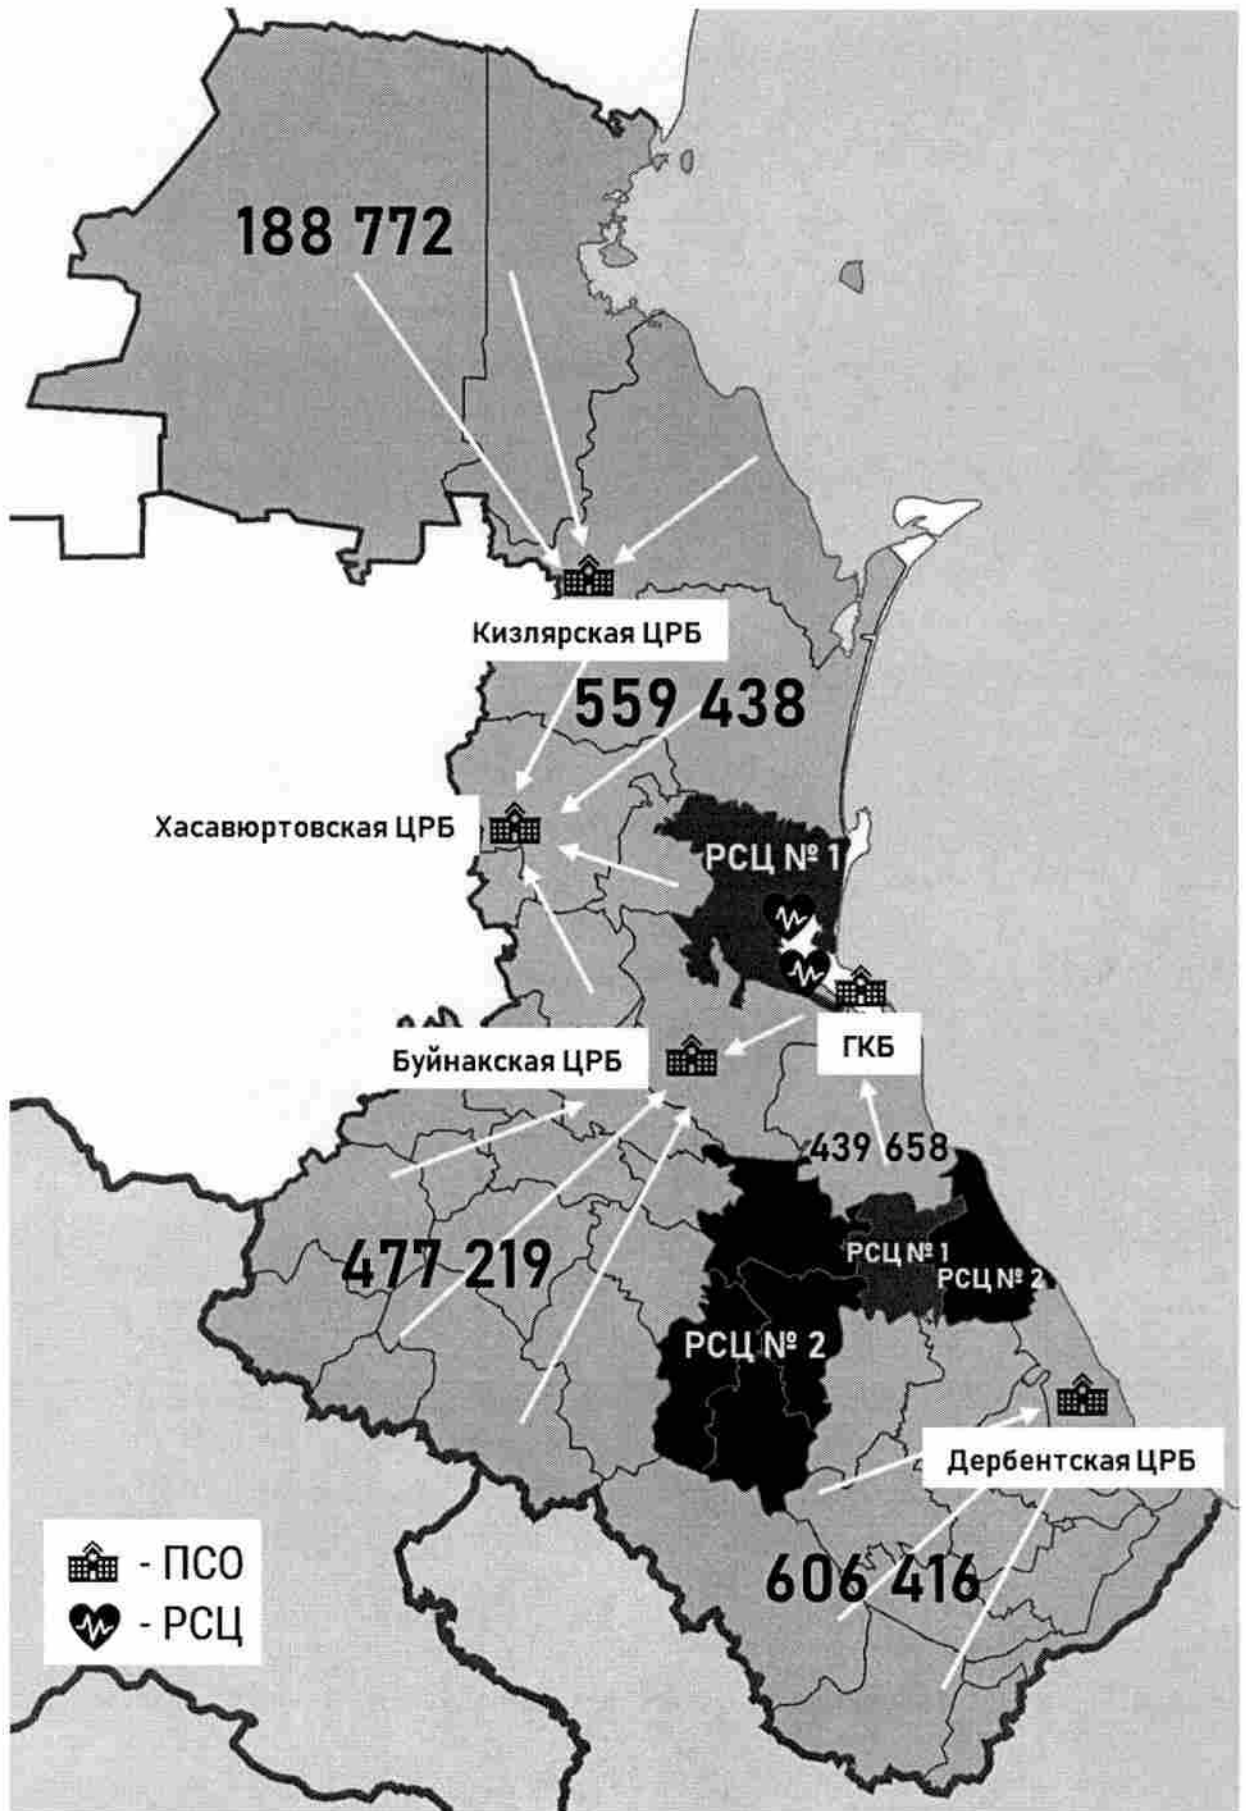 188 772
Кизлярская ЦРБ
559 438
Хасавюртовская ЦРБ
РСЦ № 1
Буйнакская ЦРБ
ГКБ
439 658
477 219
РСЦ № 1
РСЦ № 2
РСЦ № 2
Дербентская ЦРБ
606 416
- ПСО
- РСЦ